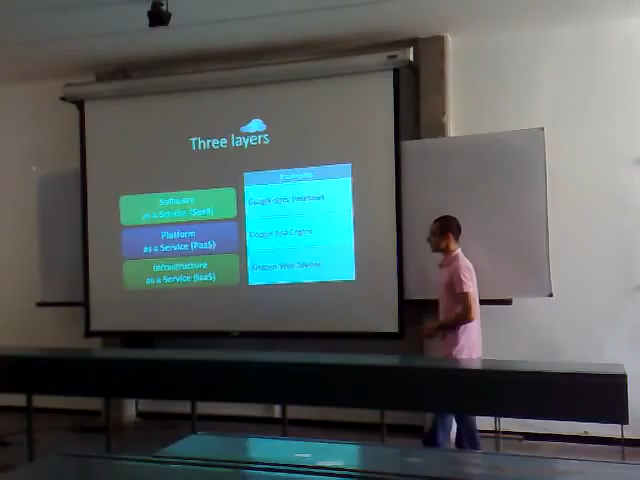 Three layers
Software
as a Service (SaaS)
Platform
as a Service (PaaS)
Infrastructure
as a Service (IaaS)
Examples
Google App Engine
Amazon Web Service